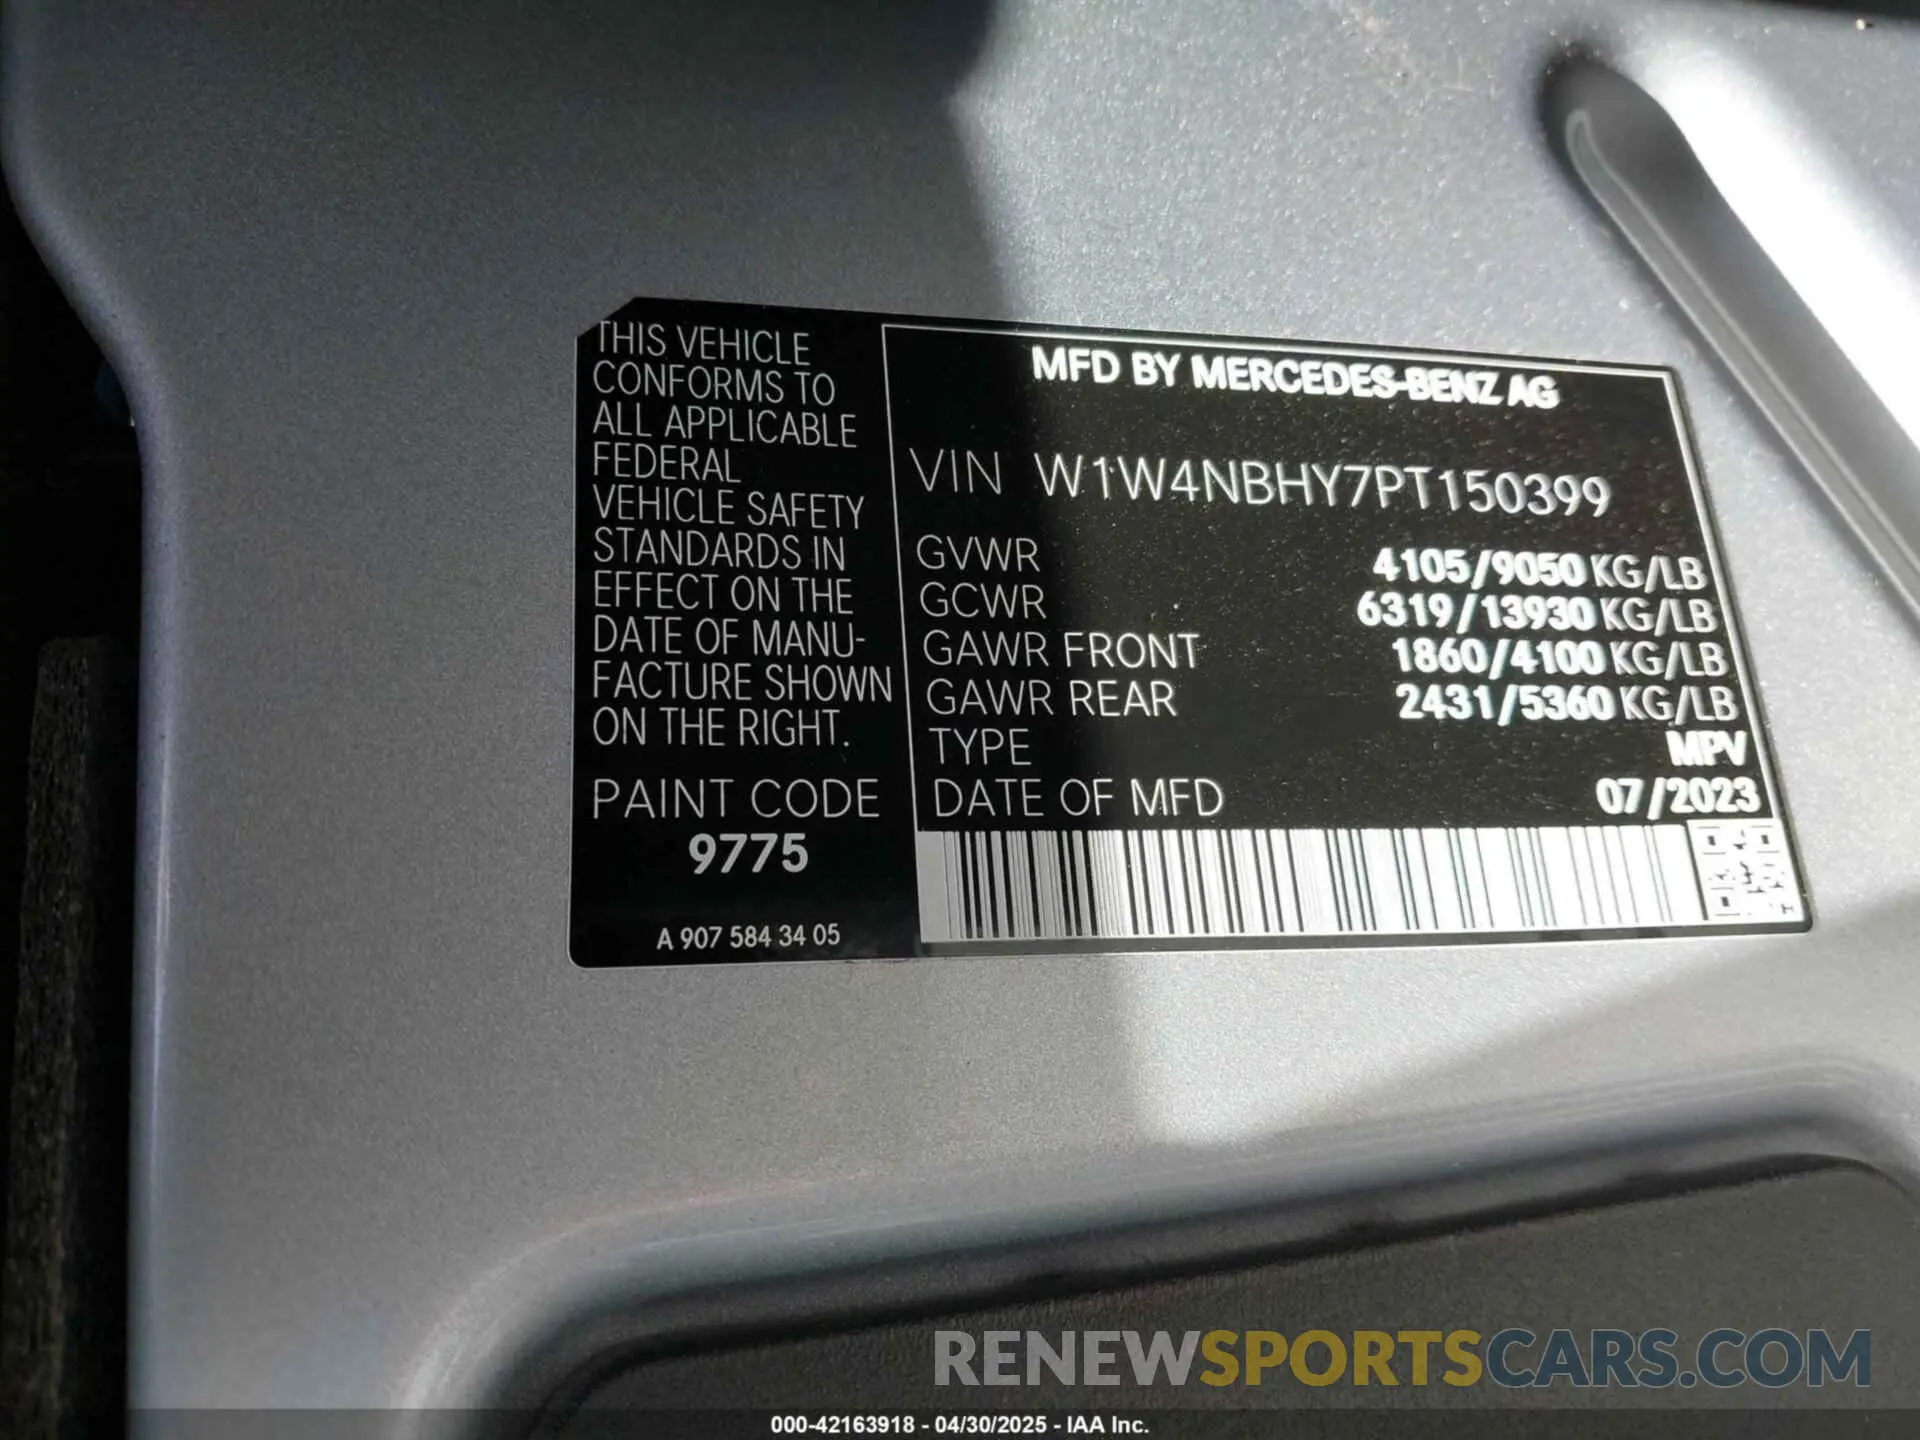 THIS VEHICLE
CONFORMS TO
ALL APPLICABLE
FEDERAL
VEHICLE SAFETY
STANDARDS IN
EFFECT ON THE
DATE OF MANU-
FACTURE SHOWN
ON THE RIGHT.
PAINT CODE
9775
A 907 584 34 05
MFD BY MERCEDES-BENZ AG
VIN W1W4NBHY7PT150399
GVWR 4105/9050 KG/LB
GCWR 6319/13930 KG/LB
GAWR FRONT 1860/4100 KG/LB
GAWR REAR 2431/5360 KG/LB
TYPE MPV
DATE OF MFD 07/2023
RENEWSPORTSCARS.COM
000-42163918 - 04/30/2025 - IAA Inc.